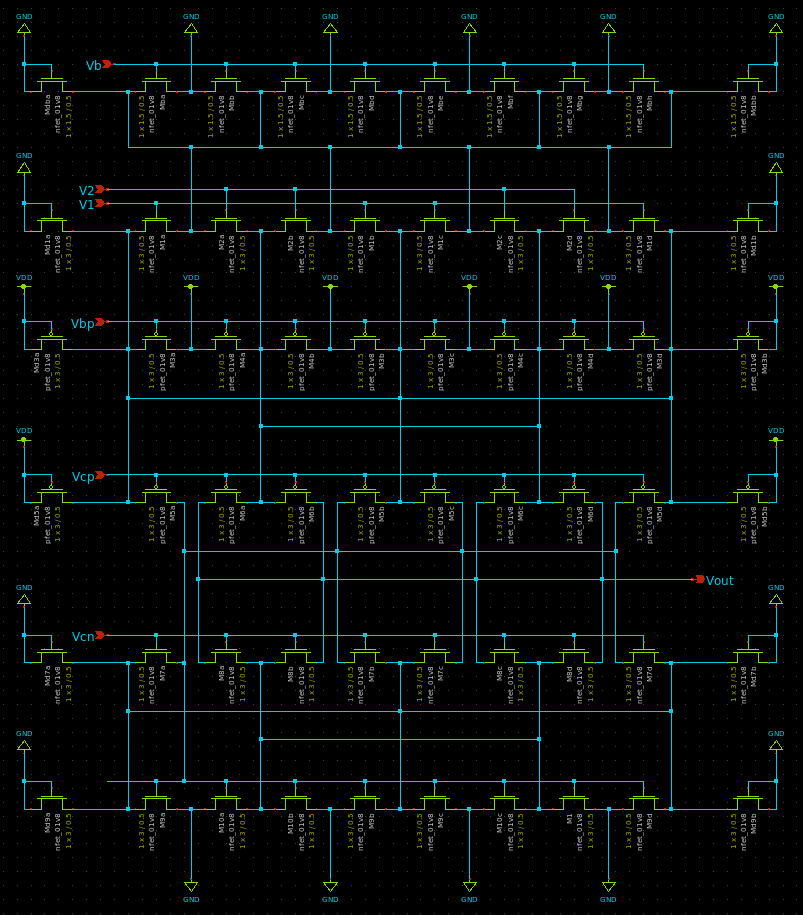 GND
GND
GND
GND
GND
GND
Vb
Mdba
nfet_01v8
1 x 1.5 / 0.5
Mba
nfet_01v8
1 x 1.5 / 0.5
Mbb
nfet_01v8
1 x 1.5 / 0.5
Mbc
nfet_01v8
1 x 1.5 / 0.5
Mbd
nfet_01v8
1 x 1.5 / 0.5
Mbe
nfet_01v8
1 x 1.5 / 0.5
Mbf
nfet_01v8
1 x 1.5 / 0.5
Mbg
nfet_01v8
1 x 1.5 / 0.5
Mbh
nfet_01v8
1 x 1.5 / 0.5
Mdbb
nfet_01v8
1 x 1.5 / 0.5
GND
GND
V2
V1
Md1a
nfet_01v8
1 x 3 / 0.5
M1a
nfet_01v8
1 x 3 / 0.5
M2a
nfet_01v8
1 x 3 / 0.5
M2b
nfet_01v8
1 x 3 / 0.5
M1b
nfet_01v8
1 x 3 / 0.5
M1c
nfet_01v8
1 x 3 / 0.5
M2c
nfet_01v8
1 x 3 / 0.5
M2d
nfet_01v8
1 x 3 / 0.5
M1d
nfet_01v8
1 x 3 / 0.5
Md1b
nfet_01v8
1 x 3 / 0.5
VDD
VDD
VDD
VDD
VDD
VDD
Vbp
Md3a
pfet_01v8
1 x 3 / 0.5
M3a
pfet_01v8
1 x 3 / 0.5
M4a
pfet_01v8
1 x 3 / 0.5
M4b
pfet_01v8
1 x 3 / 0.5
M3b
pfet_01v8
1 x 3 / 0.5
M3c
pfet_01v8
1 x 3 / 0.5
M4c
pfet_01v8
1 x 3 / 0.5
M4d
pfet_01v8
1 x 3 / 0.5
M3d
pfet_01v8
1 x 3 / 0.5
Md3b
pfet_01v8
1 x 3 / 0.5
VDD
VDD
Vcp
Md5a
pfet_01v8
1 x 3 / 0.5
M5a
pfet_01v8
1 x 3 / 0.5
M6a
pfet_01v8
1 x 3 / 0.5
M6b
pfet_01v8
1 x 3 / 0.5
M5b
pfet_01v8
1 x 3 / 0.5
M5c
pfet_01v8
1 x 3 / 0.5
M6c
pfet_01v8
1 x 3 / 0.5
M6d
pfet_01v8
1 x 3 / 0.5
M5d
pfet_01v8
1 x 3 / 0.5
Md5b
pfet_01v8
1 x 3 / 0.5
Vout
GND
GND
Vcn
Md7a
nfet_01v8
1 x 3 / 0.5
M7a
nfet_01v8
1 x 3 / 0.5
M8a
nfet_01v8
1 x 3 / 0.5
M8b
nfet_01v8
1 x 3 / 0.5
M7b
nfet_01v8
1 x 3 / 0.5
M7c
nfet_01v8
1 x 3 / 0.5
M8c
nfet_01v8
1 x 3 / 0.5
M8d
nfet_01v8
1 x 3 / 0.5
M7d
nfet_01v8
1 x 3 / 0.5
Md7b
nfet_01v8
1 x 3 / 0.5
GND
GND
Md9a
nfet_01v8
1 x 3 / 0.5
M9a
nfet_01v8
1 x 3 / 0.5
M10a
nfet_01v8
1 x 3 / 0.5
M10b
nfet_01v8
1 x 3 / 0.5
M9b
nfet_01v8
1 x 3 / 0.5
M9c
nfet_01v8
1 x 3 / 0.5
M10c
nfet_01v8
1 x 3 / 0.5
M1
nfet_01v8
1 x 3 / 0.5
M9d
nfet_01v8
1 x 3 / 0.5
Md9b
nfet_01v8
1 x 3 / 0.5
GND
GND
GND
GND